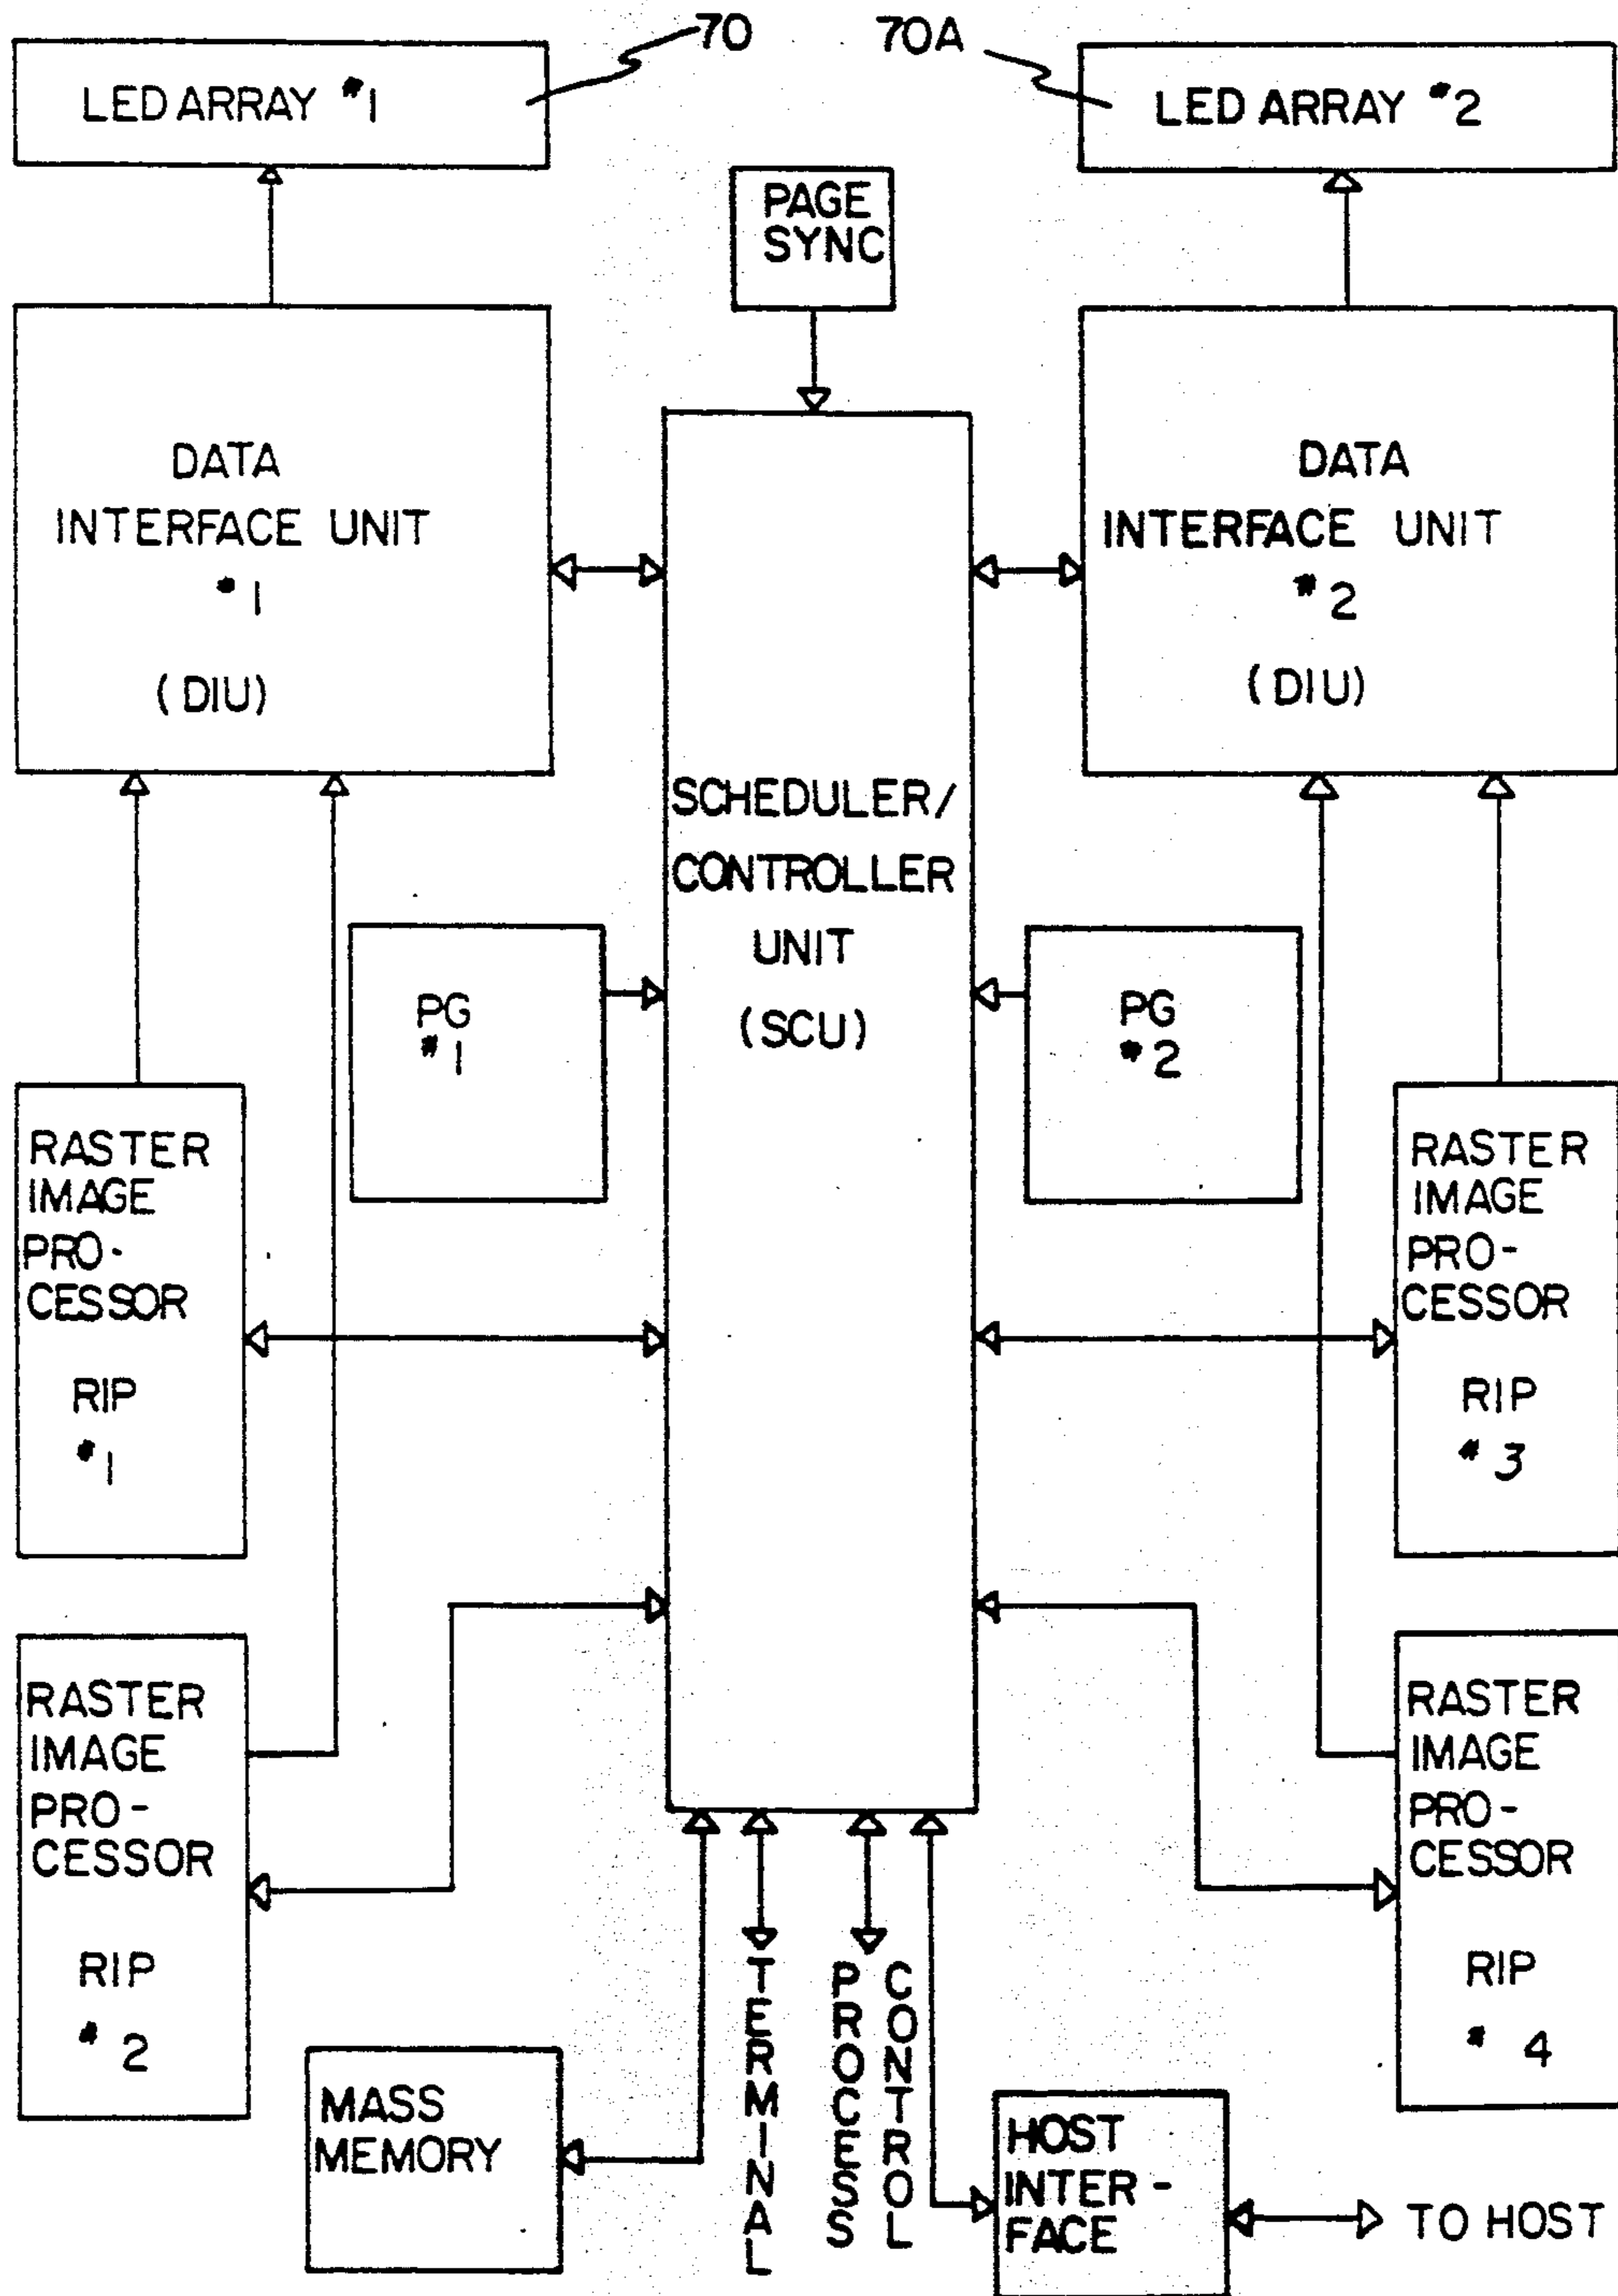 70
70A
LED ARRAY #1
LED ARRAY #2
PAGE
SYNC
DATA
INTERFACE UNIT
#1
(DIU)
DATA
INTERFACE UNIT
#2
(DIU)
SCHEDULER/
CONTROLLER
UNIT
(SCU)
PG
#1
PG
#2
RASTER
IMAGE
PRO-
CESSOR
RIP
#1
RASTER
IMAGE
PRO-
CESSOR
RIP
#3
RASTER
IMAGE
PRO-
CESSOR
RIP
#2
RASTER
IMAGE
PRO-
CESSOR
RIP
#4
MASS
MEMORY
TERMINAL
PROCESS
CONTROL
HOST
INTER-
FACE
TO HOST